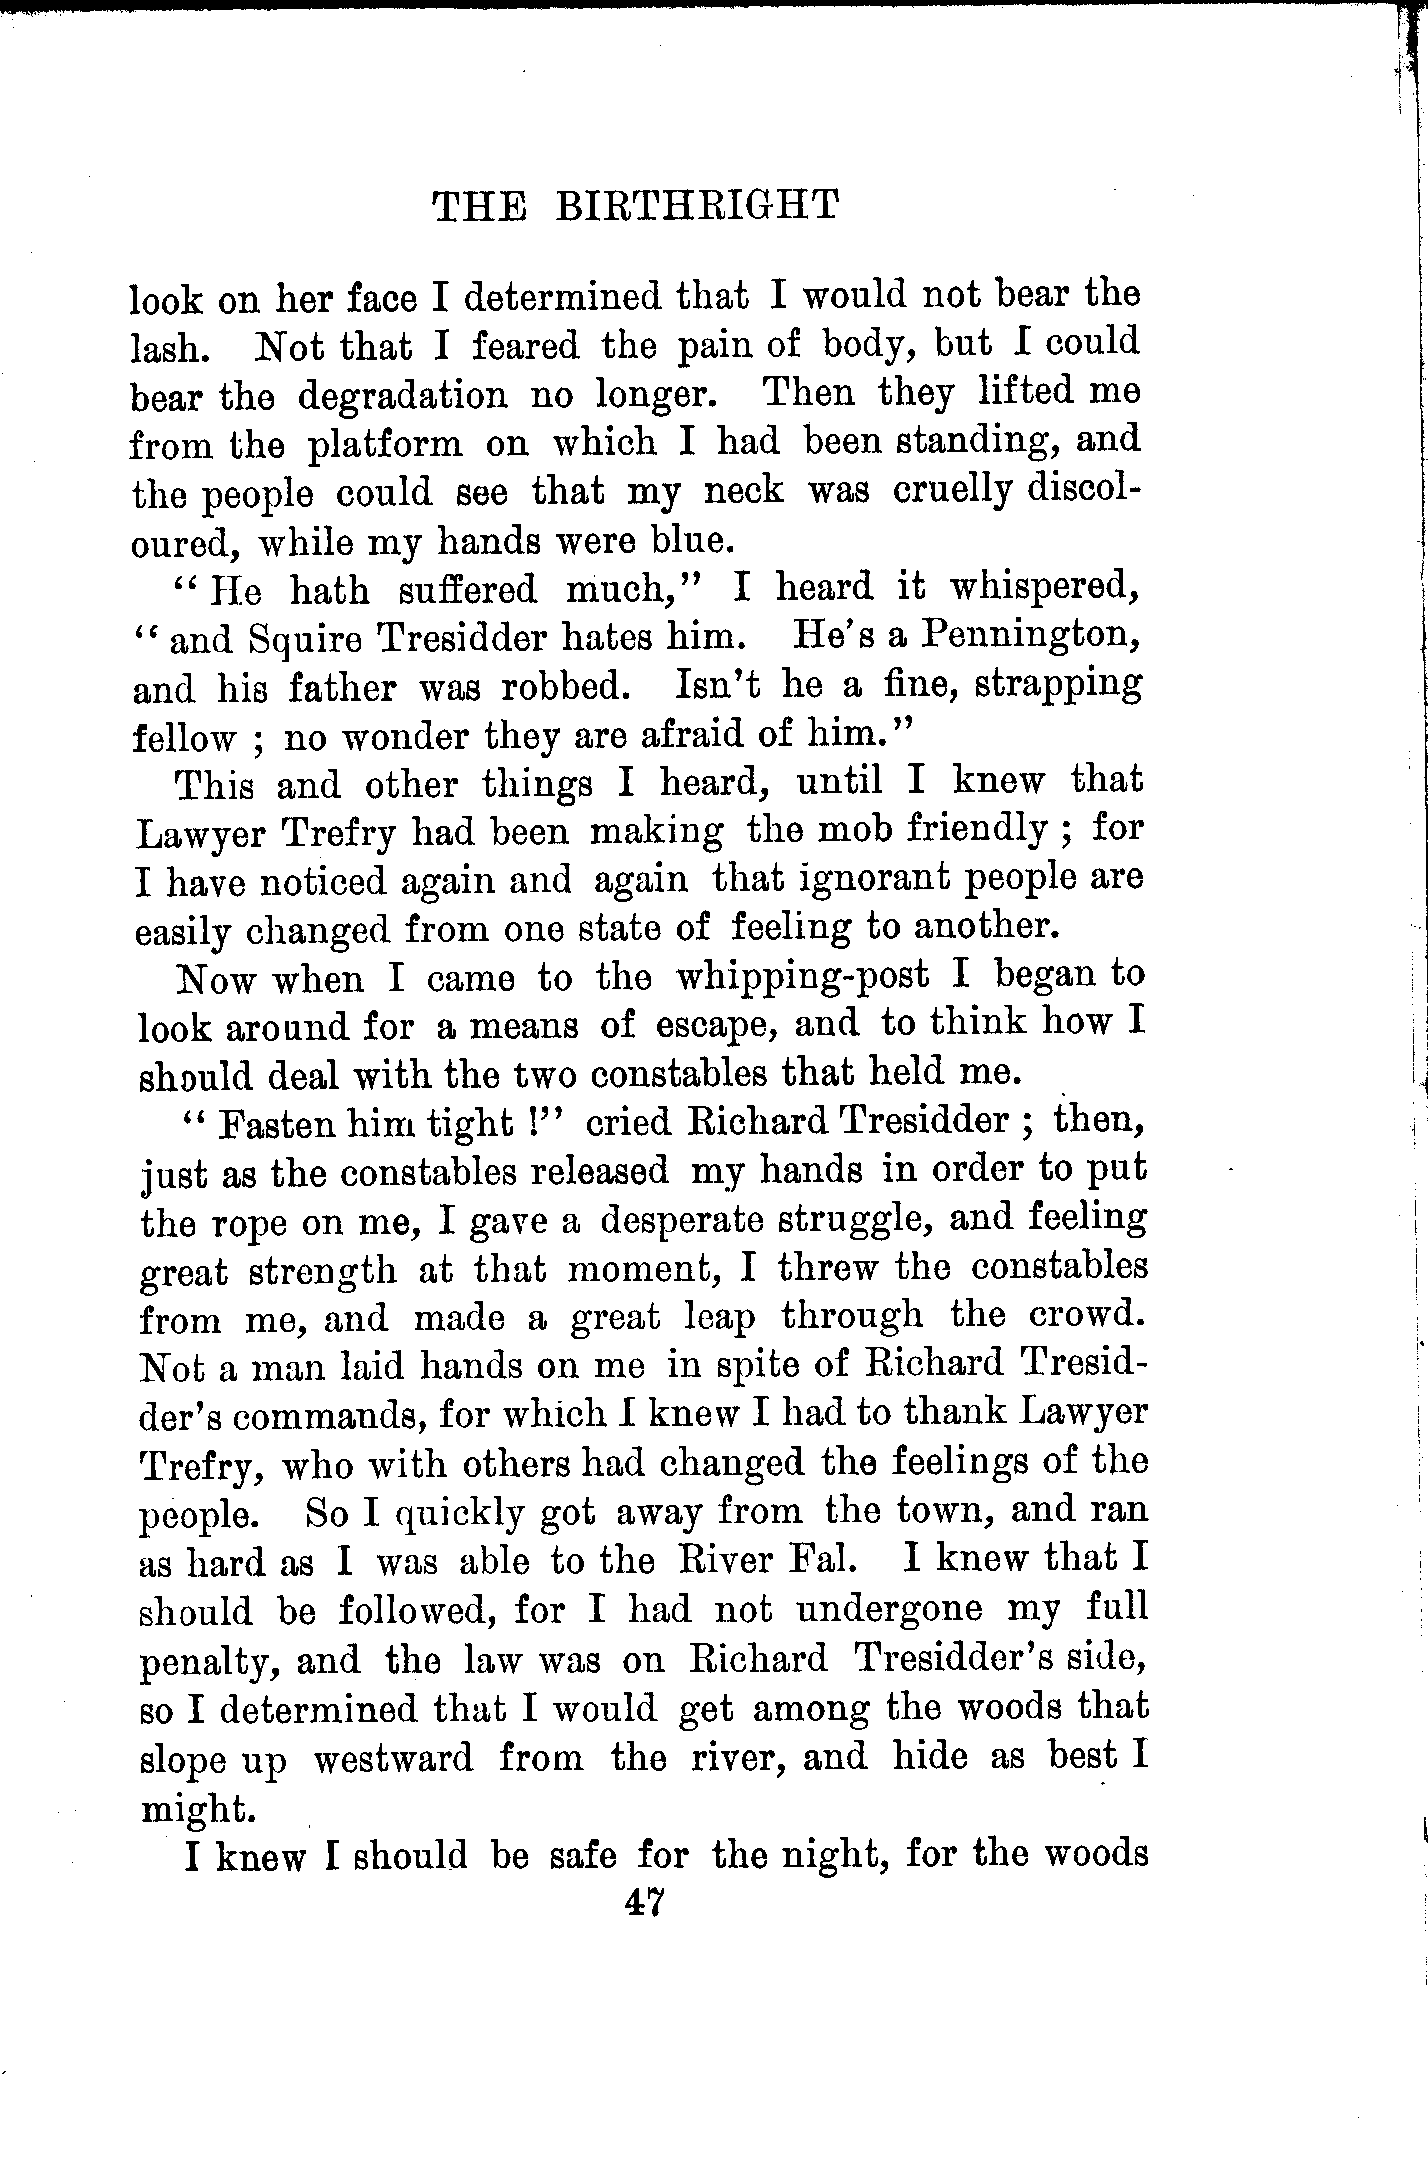 THE BIRTHRIGHT
look on her face I determined that I would not bear the
lash. Not that I feared the pain of body, but I could
bear the degradation no longer. Then they lifted me
from the platform on which I had been standing, and
the people could see that my neck was cruelly discol-
oured, while my hands were blue.
“ He hath suffered much,” I heard it whispered,
“ and Squire Tresidder hates him. He’s a Pennington,
and his father was robbed. Isn’t he a fine, strapping
fellow ; no wonder they are afraid of him.”
This and other things I heard, until I knew that
Lawyer Trefry had been making the mob friendly ; for
I have noticed again and again that ignorant people are
easily changed from one state of feeling to another.
Now when I came to the whipping-post I began to
look around for a means of escape, and to think how I
should deal with the two constables that held me.
“ Fasten him tight !” cried Richard Tresidder ; then,
just as the constables released my hands in order to put
the rope on me, I gave a desperate struggle, and feeling
great strength at that moment, I threw the constables
from me, and made a great leap through the crowd.
Not a man laid hands on me in spite of Richard Tresid-
der’s commands, for which I knew I had to thank Lawyer
Trefry, who with others had changed the feelings of the
people. So I quickly got away from the town, and ran
as hard as I was able to the River Fal. I knew that I
should be followed, for I had not undergone my full
penalty, and the law was on Richard Tresidder’s side,
so I determined that I would get among the woods that
slope up westward from the river, and hide as best I
might.
I knew I should be safe for the night, for the woods
47